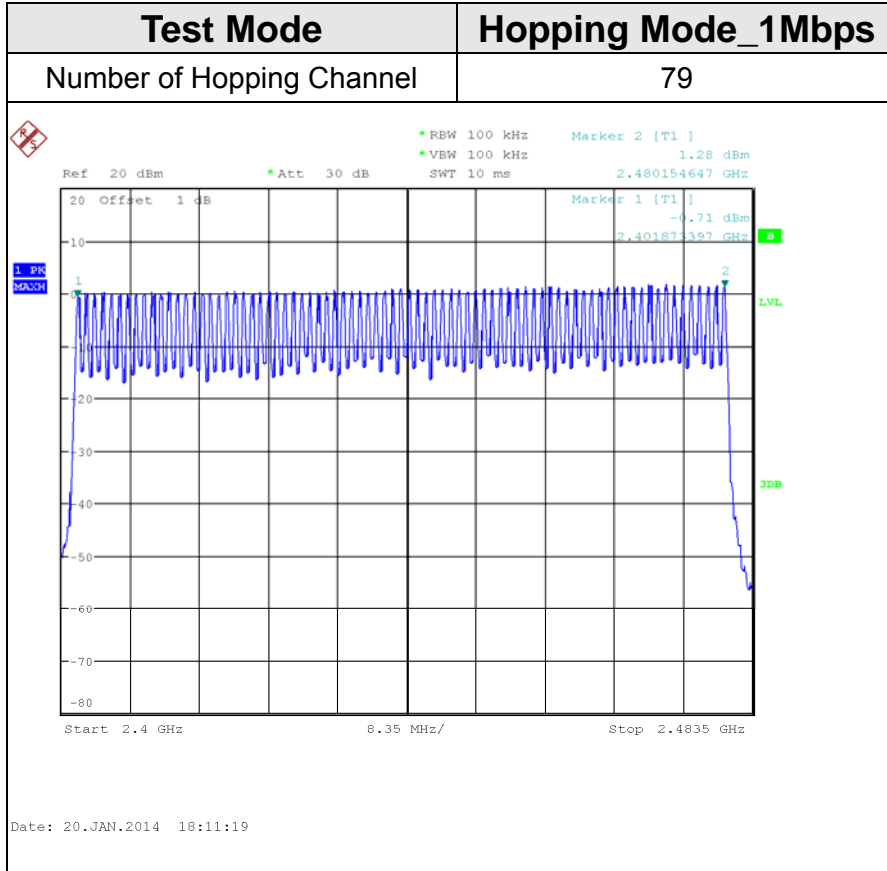 Test Mode Hopping Mode_1Mbps
Number of Hopping Channel 79
R S
*RBW 100 kHz Marker 2 [T1 ]
*VBW 100 kHz 1.28 dBm
Ref 20 dBm *Att 30 dB SWT 10 ms 2.480154647 GHz
20 Offset 1 dB Marker 1 [T1 ]
-0.71 dBm
-10 2.401873397 GHz B
1 PK
MAXH
1 2
-0 LVL
-10
-20
-30
3DB
-40
-50
-60
-70
-80
Start 2.4 GHz 8.35 MHz/ Stop 2.4835 GHz
Date: 20.JAN.2014 18:11:19